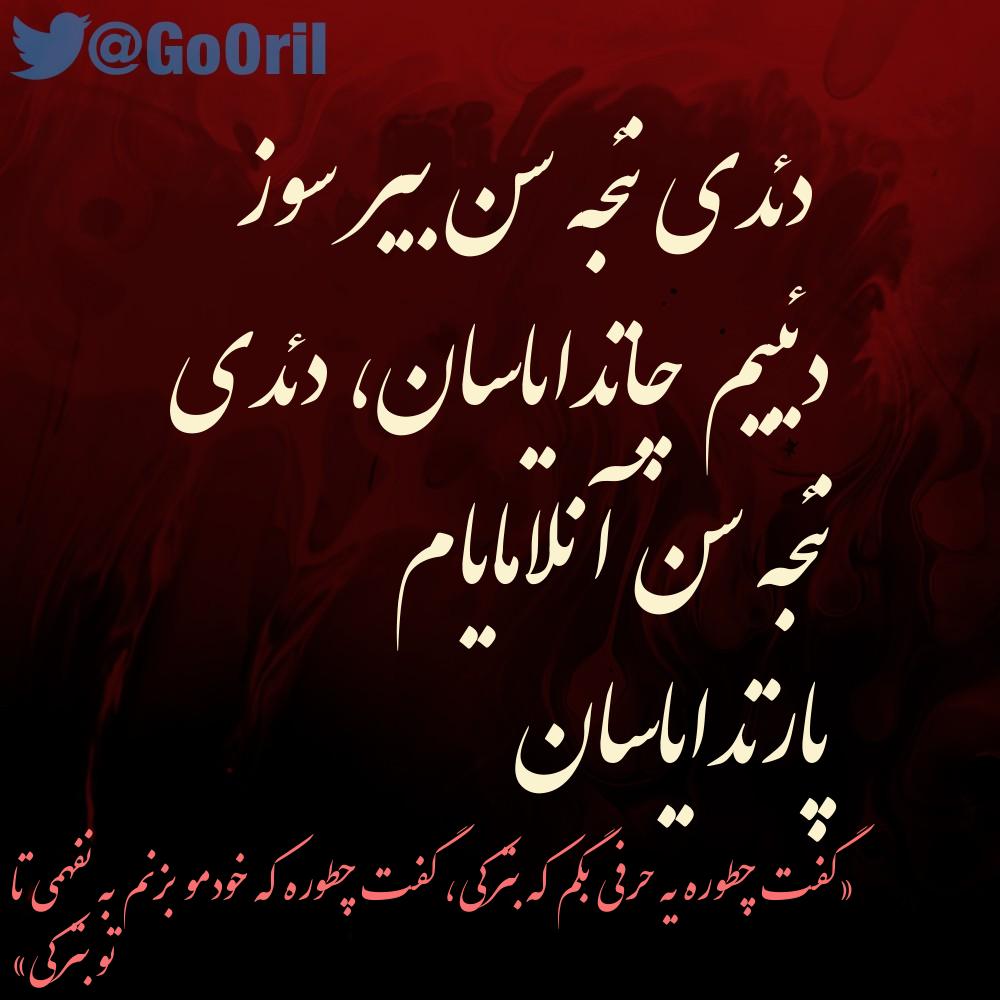 @GoOril
دئدی نئجه سن بیر سوز
دئییم چاتدایاسان، دئدی
نئجه سن آنلامایام
پارتدایاسان
«گفت چطوره یه حرفی بگم که بترکی، گفت چطوره که خودمو بزنم به نفهمی تا
تو بترکی»